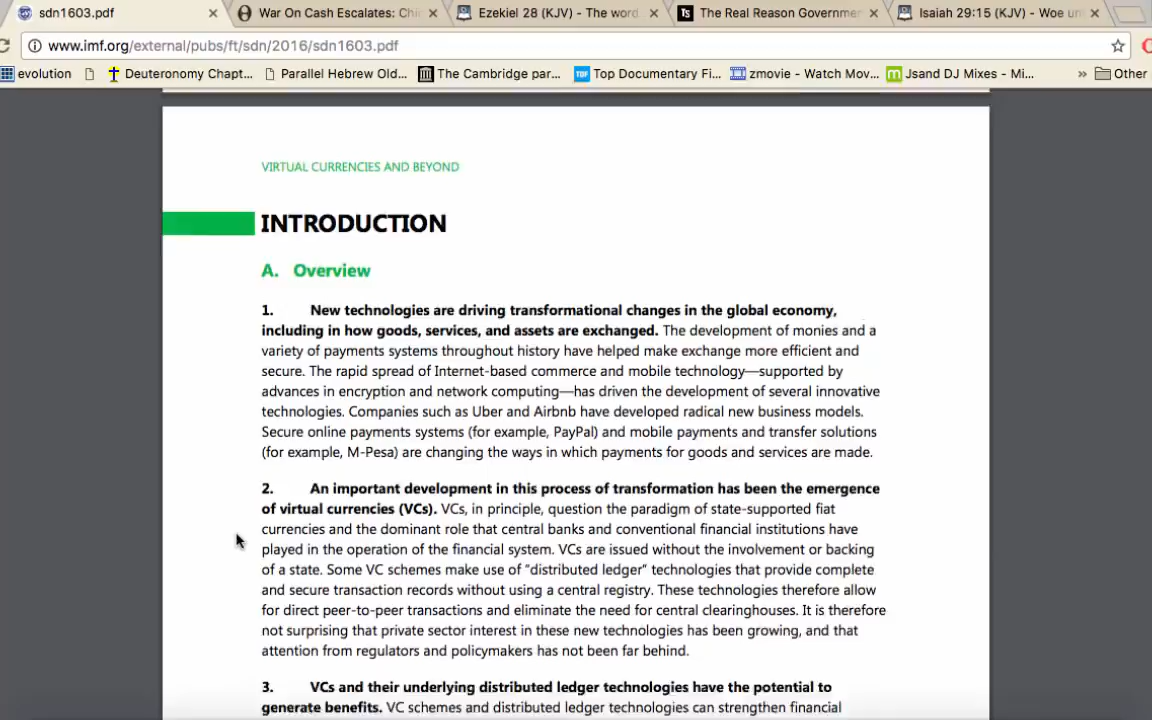 sdn1603.pdf
War On Cash Escalates: Chin
Ezekiel 28 (KJV) - The word
The Real Reason Governmen
Isaiah 29:15 (KJV) - Woe un
www.imf.org/external/pubs/ft/sdn/2016/sdn1603.pdf
evolution
Deuteronomy Chapt...
Parallel Hebrew Old...
The Cambridge par...
Top Documentary Fi...
zmovie - Watch Mov...
Jsand DJ Mixes - Mi...
»
Other
VIRTUAL CURRENCIES AND BEYOND
INTRODUCTION
A. Overview
1. New technologies are driving transformational changes in the global economy,
including in how goods, services, and assets are exchanged. The development of monies and a
variety of payments systems throughout history have helped make exchange more efficient and
secure. The rapid spread of Internet-based commerce and mobile technology—supported by
advances in encryption and network computing—has driven the development of several innovative
technologies. Companies such as Uber and Airbnb have developed radical new business models.
Secure online payments systems (for example, PayPal) and mobile payments and transfer solutions
(for example, M-Pesa) are changing the ways in which payments for goods and services are made.
2. An important development in this process of transformation has been the emergence
of virtual currencies (VCs). VCs, in principle, question the paradigm of state-supported fiat
currencies and the dominant role that central banks and conventional financial institutions have
played in the operation of the financial system. VCs are issued without the involvement or backing
of a state. Some VC schemes make use of "distributed ledger" technologies that provide complete
and secure transaction records without using a central registry. These technologies therefore allow
for direct peer-to-peer transactions and eliminate the need for central clearinghouses. It is therefore
not surprising that private sector interest in these new technologies has been growing, and that
attention from regulators and policymakers has not been far behind.
3. VCs and their underlying distributed ledger technologies have the potential to
generate benefits. VC schemes and distributed ledger technologies can strengthen financial